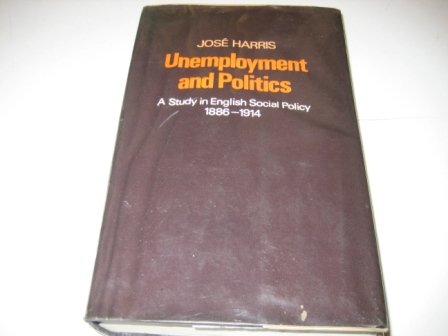 JOSÉ HARRIS
Unemployment
and Politics
A Study in English Social Policy
1886—1914